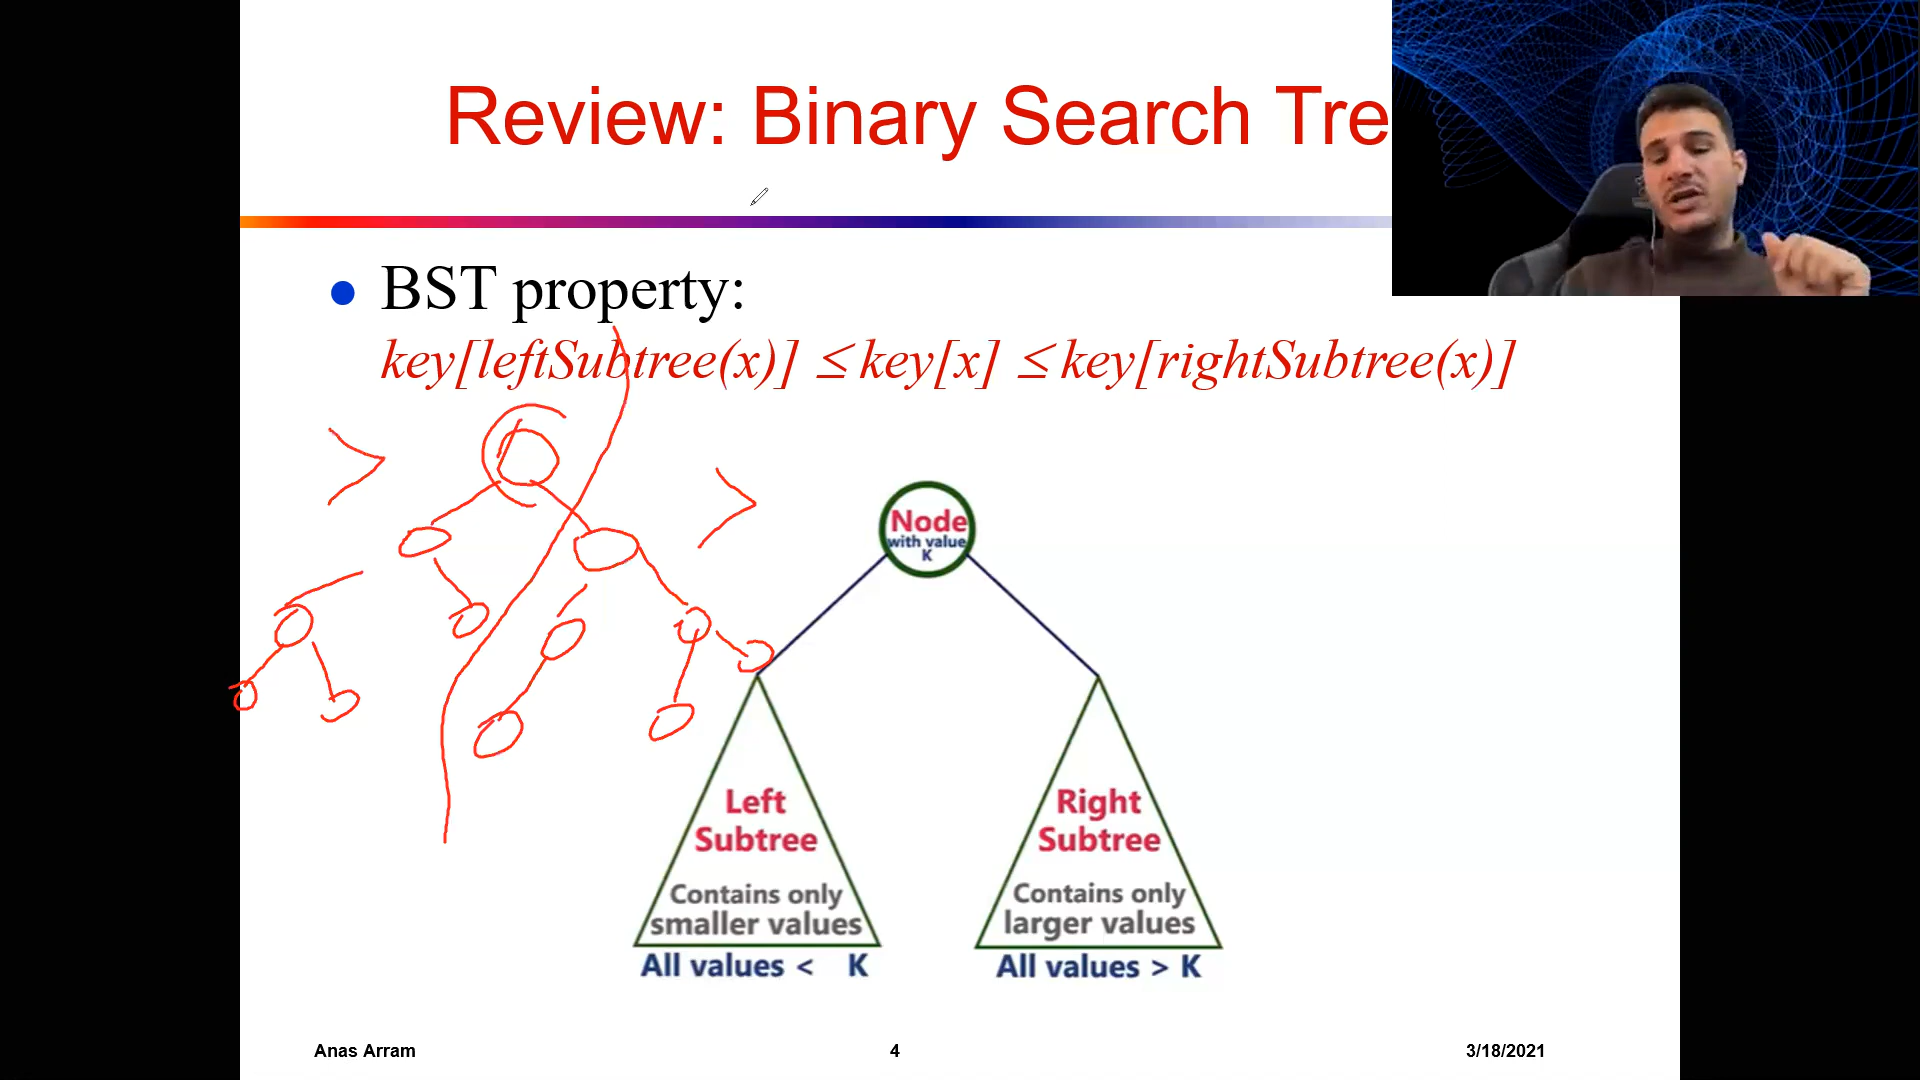 Review: Binary Search Tre
• BST property:
key[leftSubtree(x)] ≤ key[x] ≤ key[rightSubtree(x)]
> >
Node
with value
K
Left
Subtree
Contains only
smaller values
All values < K
Right
Subtree
Contains only
larger values
All values > K
Anas Arram 4 3/18/2021